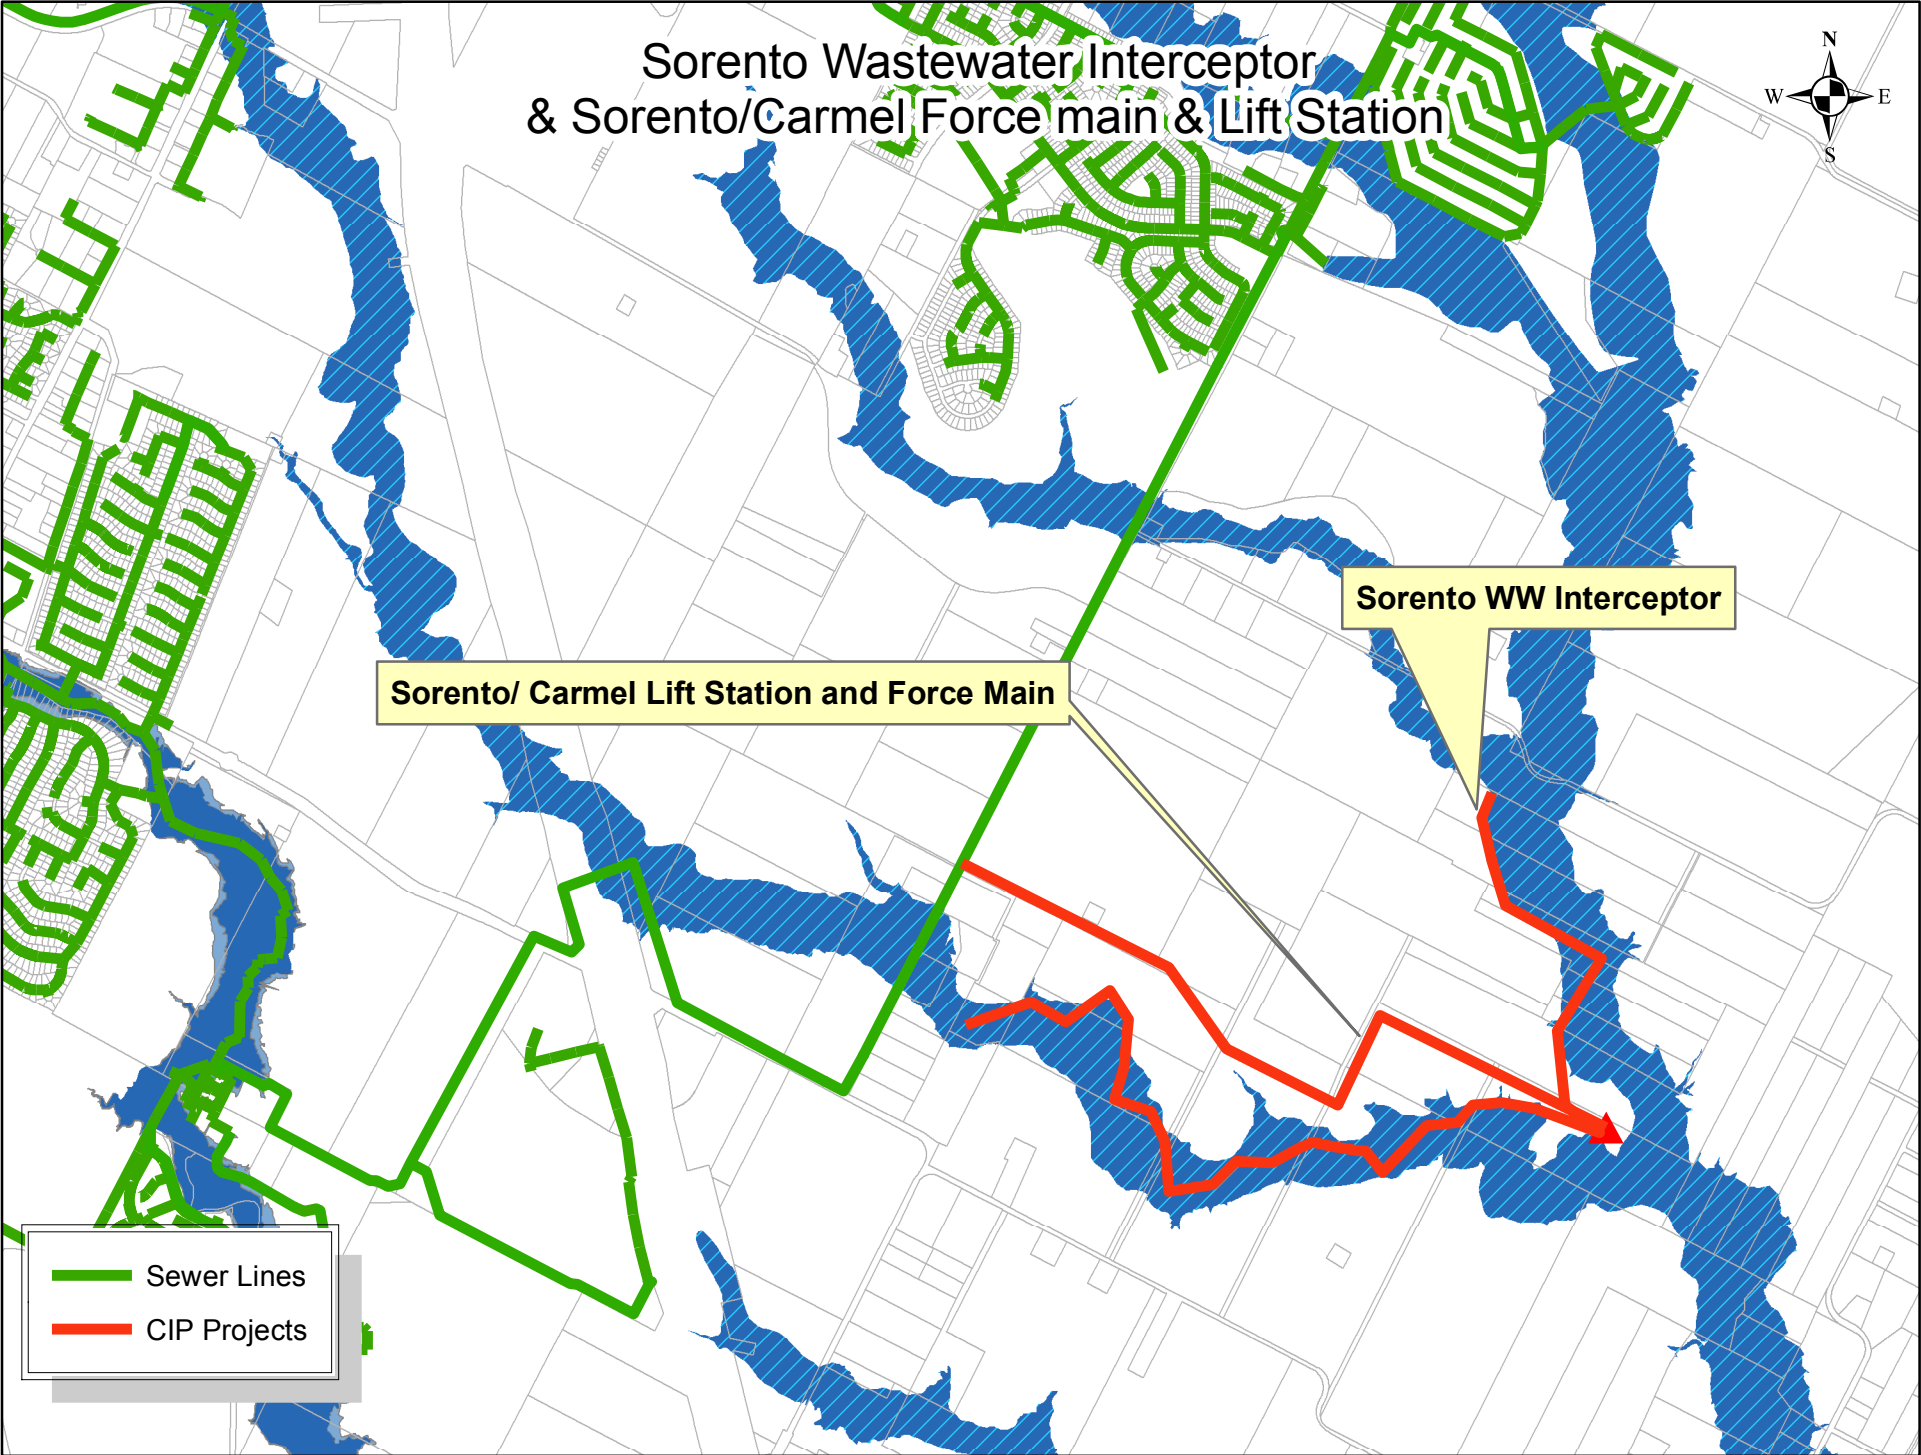 Sorento Wastewater Interceptor
& Sorento/Carmel Force main & Lift Station
N
W E
S
Sorento WW Interceptor
Sorento/ Carmel Lift Station and Force Main
Sewer Lines
CIP Projects